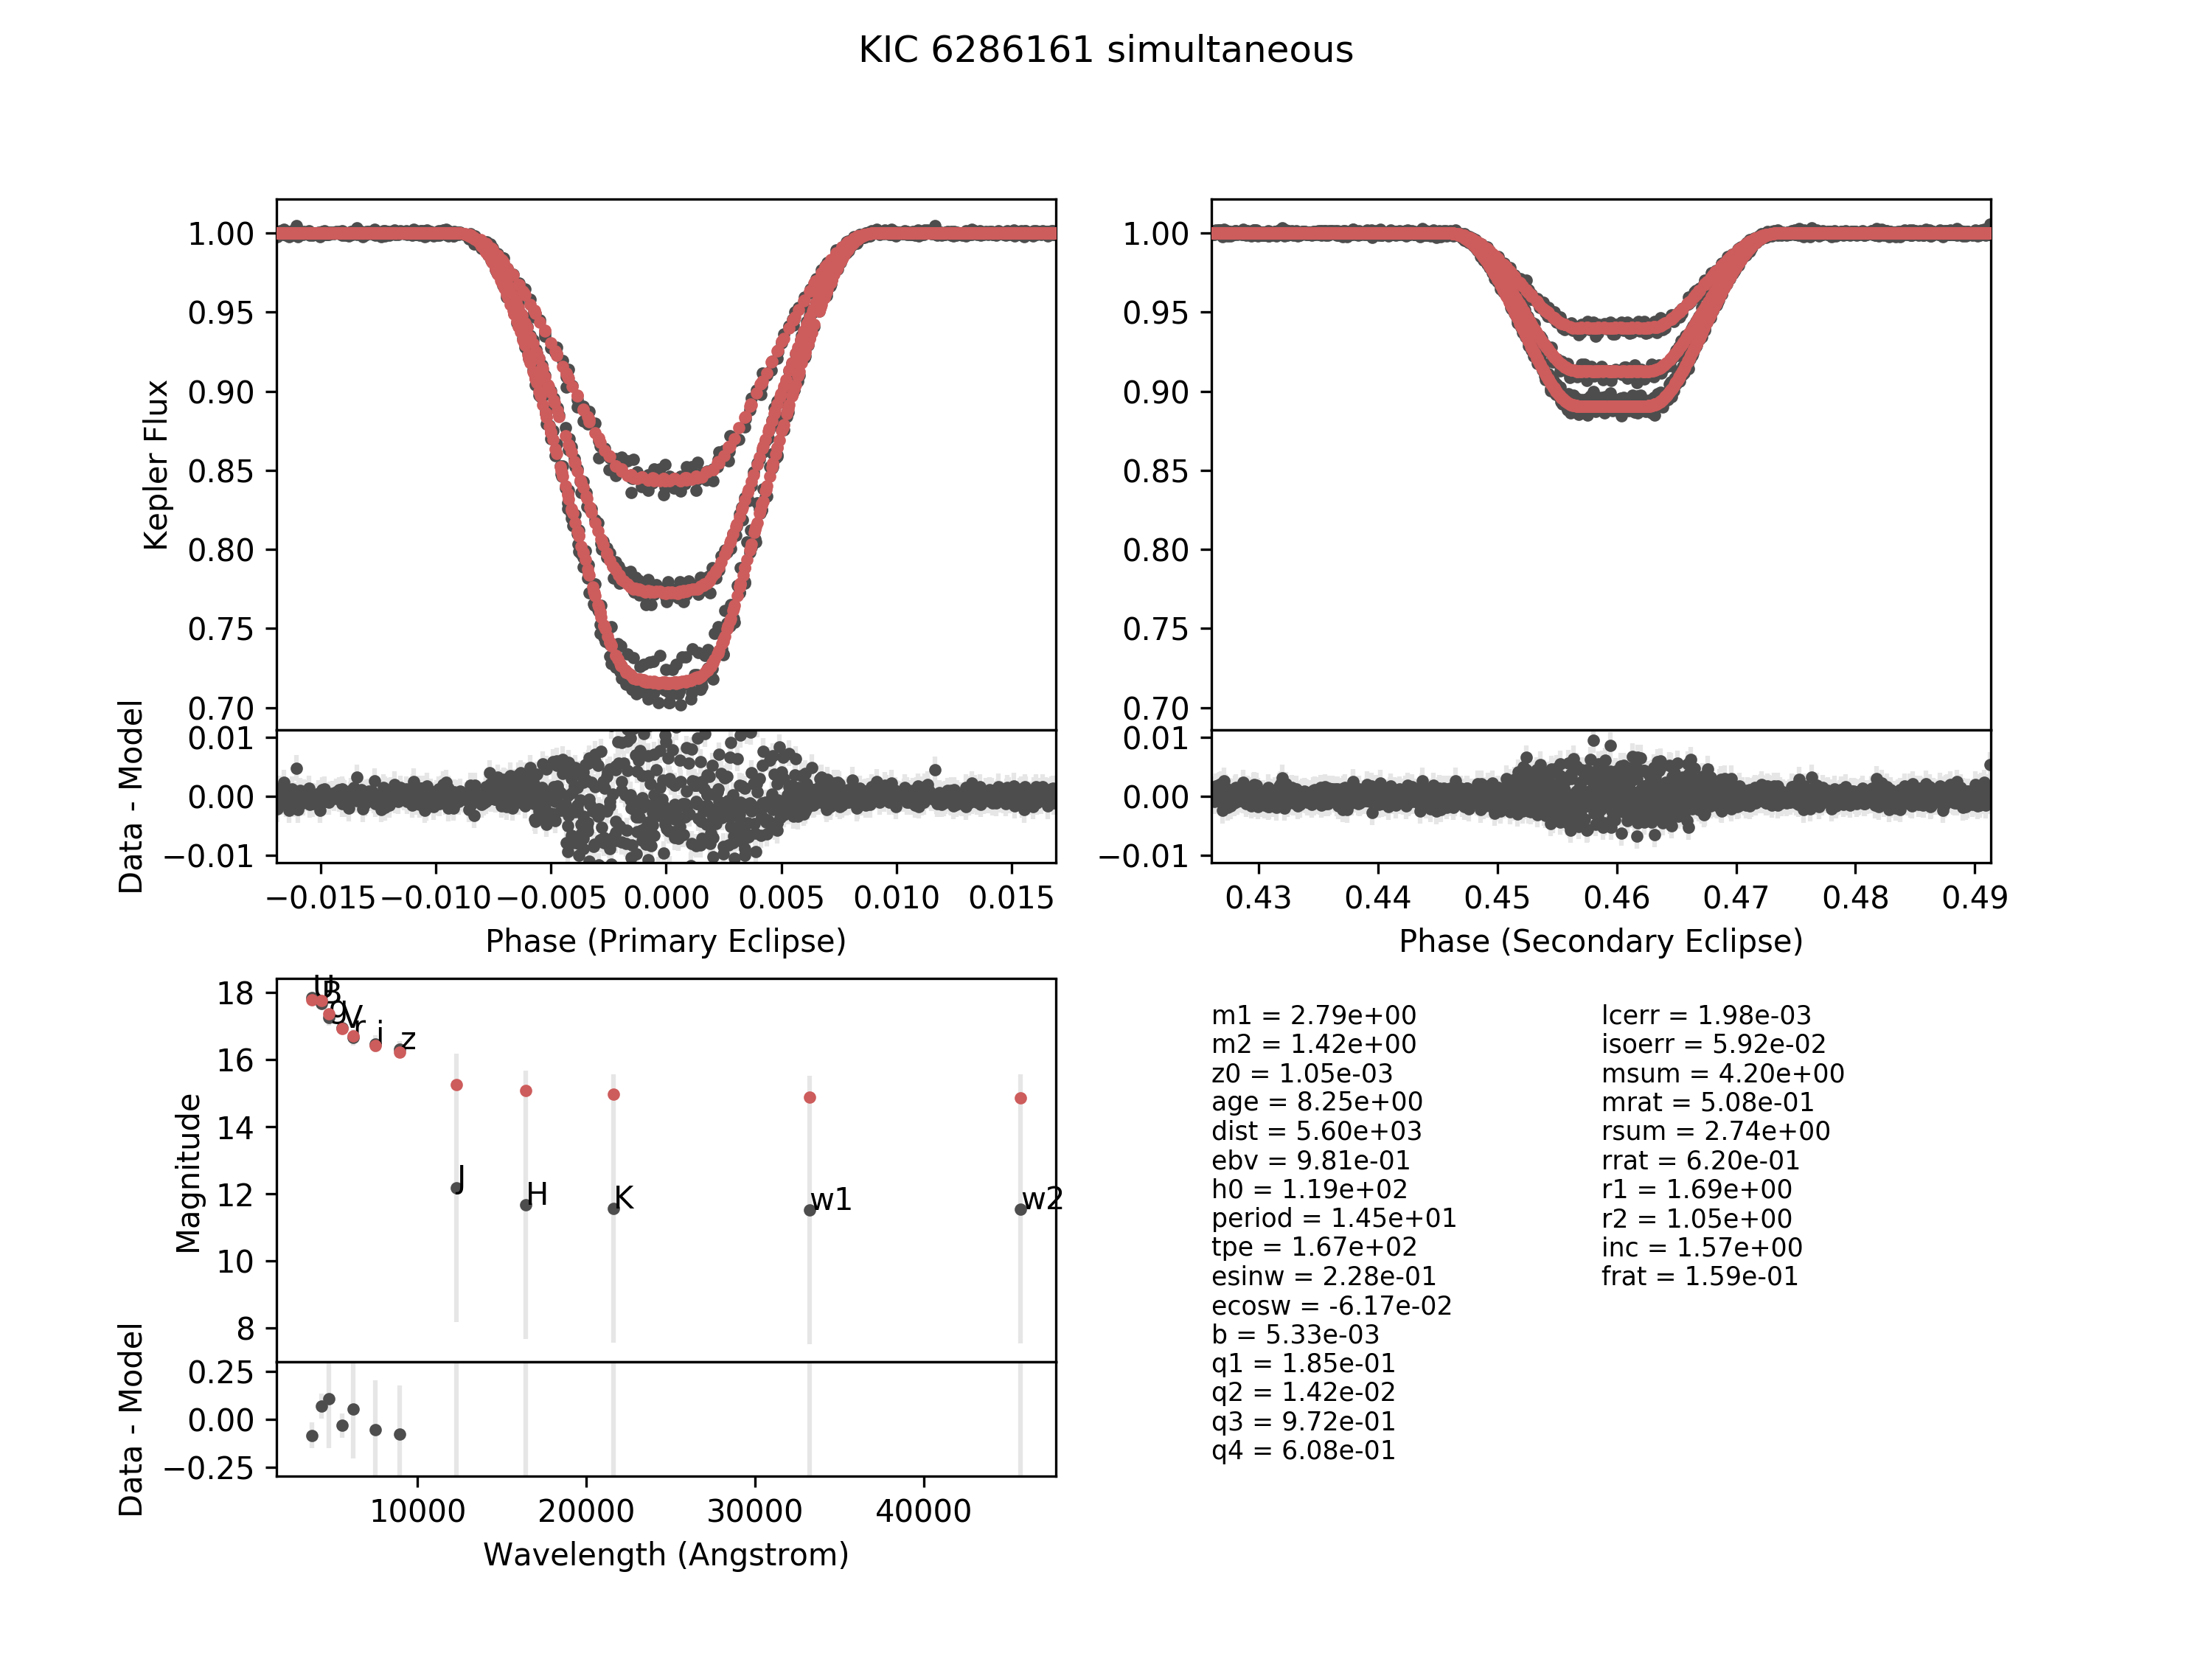 KIC 6286161 simultaneous
1.00
0.95
0.90
0.85
0.80
0.75
0.70
Kepler Flux
0.01
0.00
−0.01
Data - Model
−0.015 −0.010 −0.005 0.000 0.005 0.010 0.015
Phase (Primary Eclipse)
1.00
0.95
0.90
0.85
0.80
0.75
0.70
0.01
0.00
−0.01
0.43 0.44 0.45 0.46 0.47 0.48 0.49
Phase (Secondary Eclipse)
18
16
14
12
10
8
Magnitude
U
B
g
V
r
i
z
J
H
K
w1
w2
0.25
0.00
−0.25
Data - Model
10000 20000 30000 40000
Wavelength (Angstrom)
m1 = 2.79e+00
m2 = 1.42e+00
z0 = 1.05e-03
age = 8.25e+00
dist = 5.60e+03
ebv = 9.81e-01
h0 = 1.19e+02
period = 1.45e+01
tpe = 1.67e+02
esinw = 2.28e-01
ecosw = -6.17e-02
b = 5.33e-03
q1 = 1.85e-01
q2 = 1.42e-02
q3 = 9.72e-01
q4 = 6.08e-01
lcerr = 1.98e-03
isoerr = 5.92e-02
msum = 4.20e+00
mrat = 5.08e-01
rsum = 2.74e+00
rrat = 6.20e-01
r1 = 1.69e+00
r2 = 1.05e+00
inc = 1.57e+00
frat = 1.59e-01